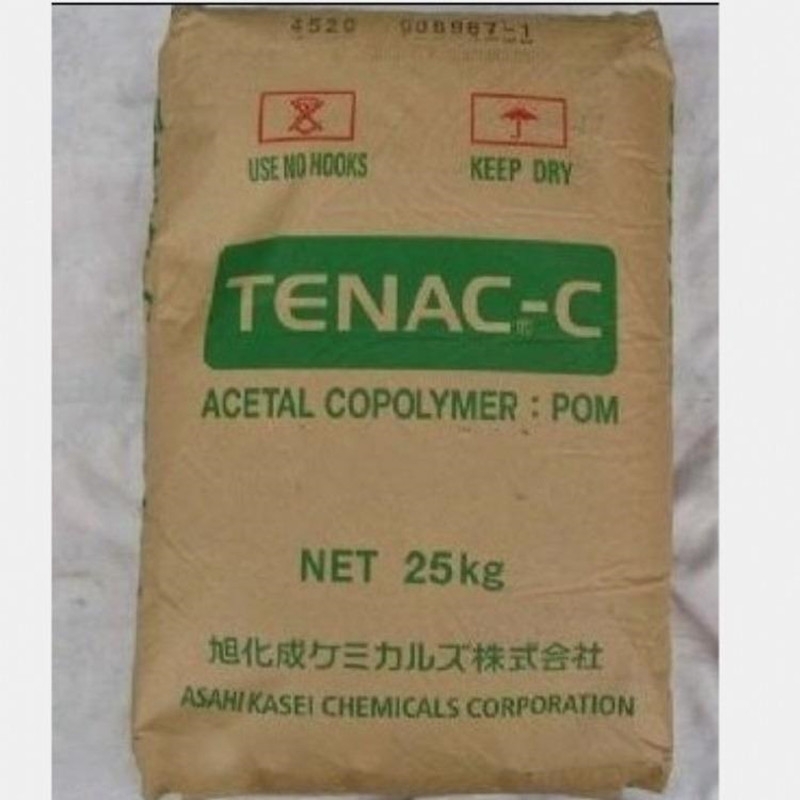 4520
USE NO HOOKS
KEEP DRY
TENAC-C
ACETAL COPOLYMER : POM
NET 25kg
旭化成ケミカルズ株式会社
ASAHI KASEI CHEMICALS CORPORATION